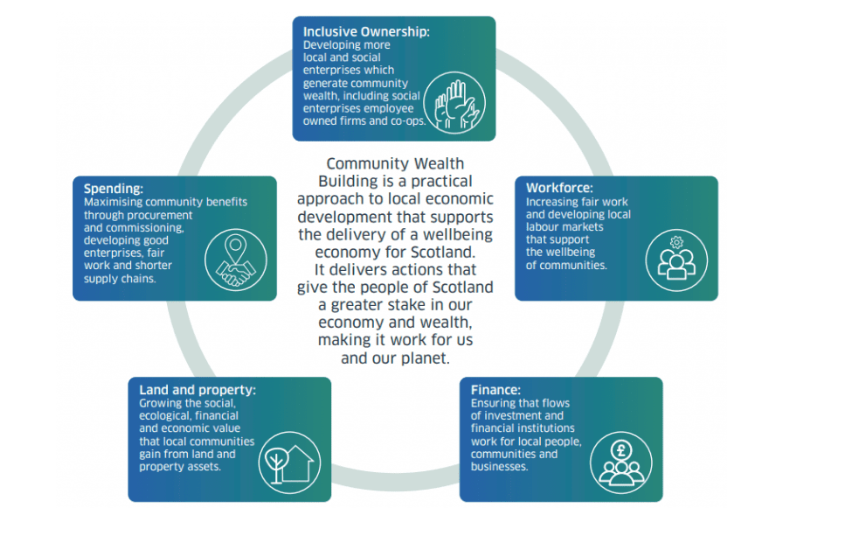 Inclusive Ownership:
Developing more
local and social
enterprises which
generate community
wealth, including social
enterprises employee
owned firms and co-ops.
Community Wealth
Building is a practical
approach to local economic
development that supports
the delivery of a wellbeing
economy for Scotland.
It delivers actions that
give the people of Scotland
a greater stake in our
economy and wealth,
making it work for us
and our planet.
Spending:
Maximising community benefits
through procurement
and commissioning,
developing good
enterprises, fair
work and shorter
supply chains.
Workforce:
Increasing fair work
and developing local
labour markets
that support
the wellbeing
of communities.
Land and property:
Growing the social,
ecological, financial
and economic value
that local communities
gain from land and
property assets.
Finance:
Ensuring that flows
of investment and
financial institutions
work for local people,
communities and
businesses.
£